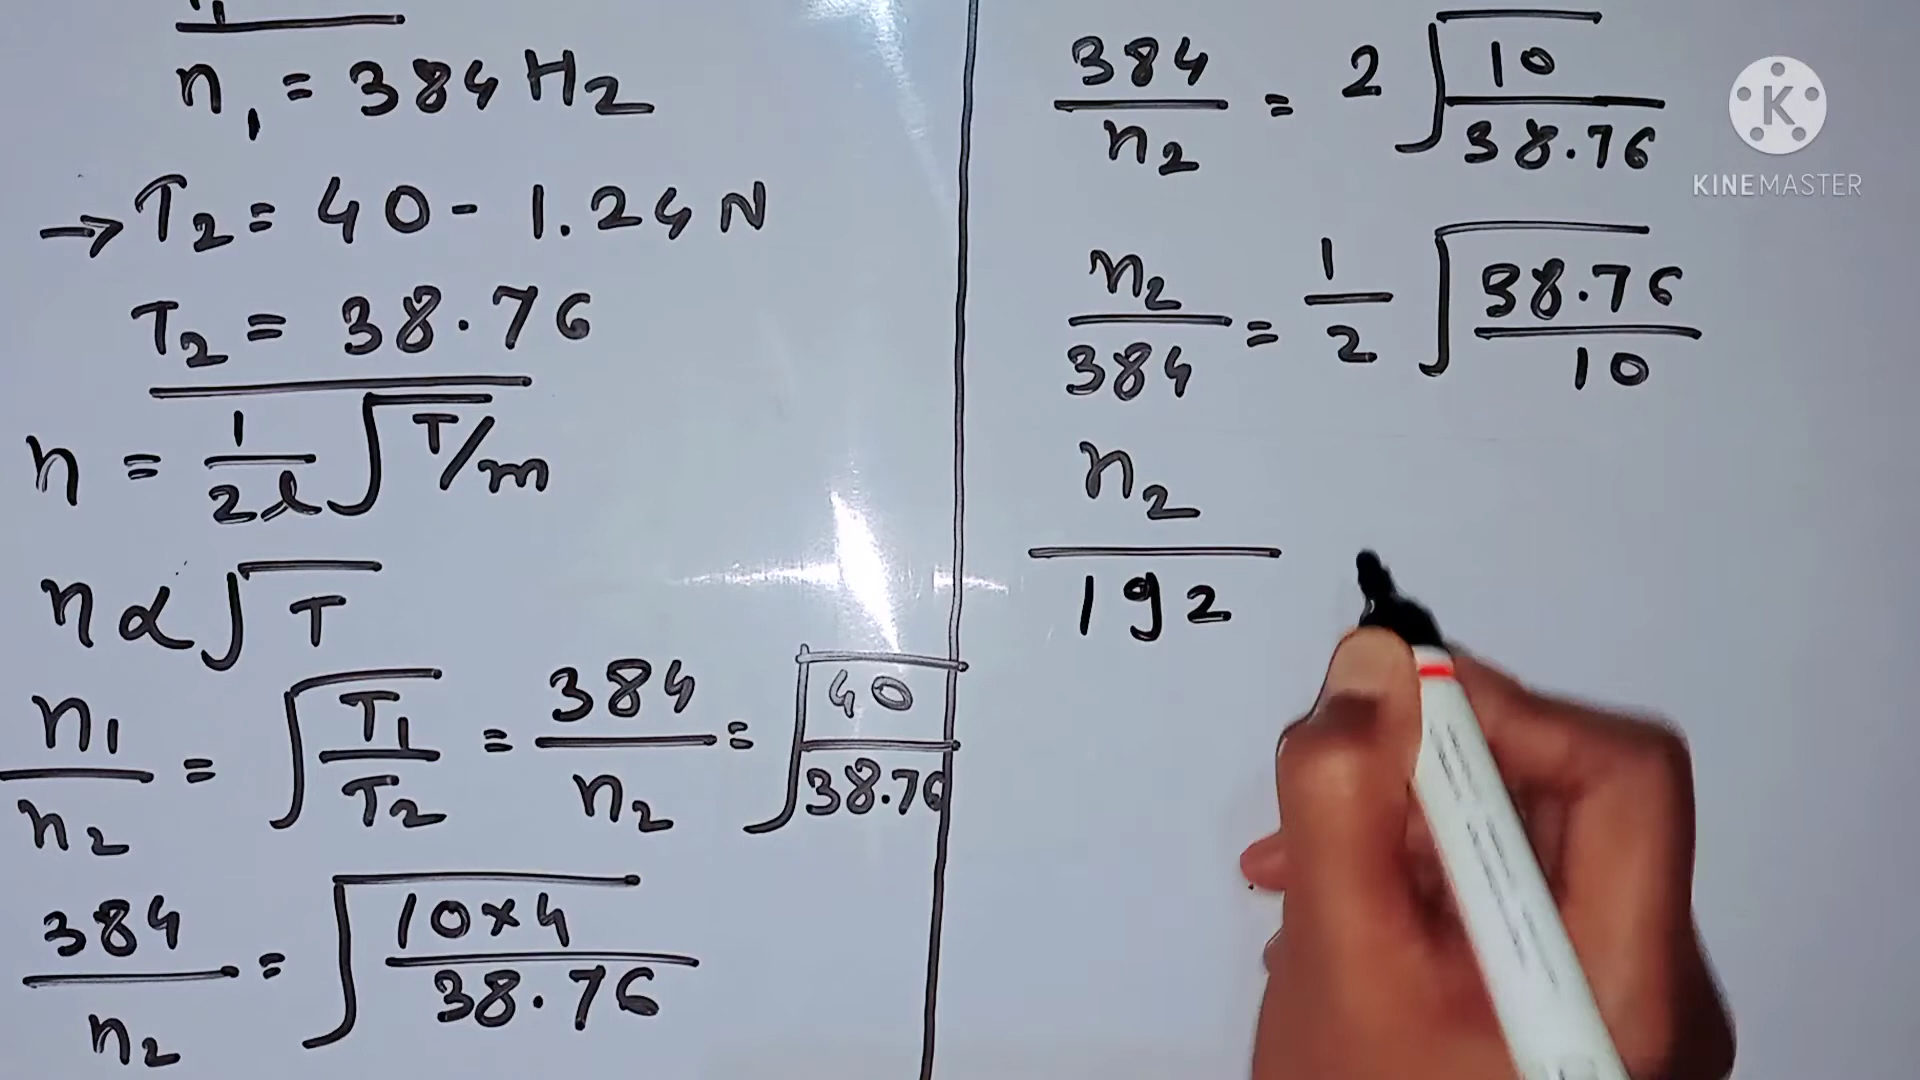 n₁ = 384 Hz
→ T₂ = 40 - 1.24 N
T₂ = 38.76
n = 1/2l √T/m
n ∝ √T
n₁/n₂ = √T₁/T₂ = 384/n₂ = √40/38.76
384/n₂ = √10×4/38.76
384/n₂ = 2 √10/38.76
n₂/384 = 1/2 √38.76/10
n₂/192
K
KINEMASTER